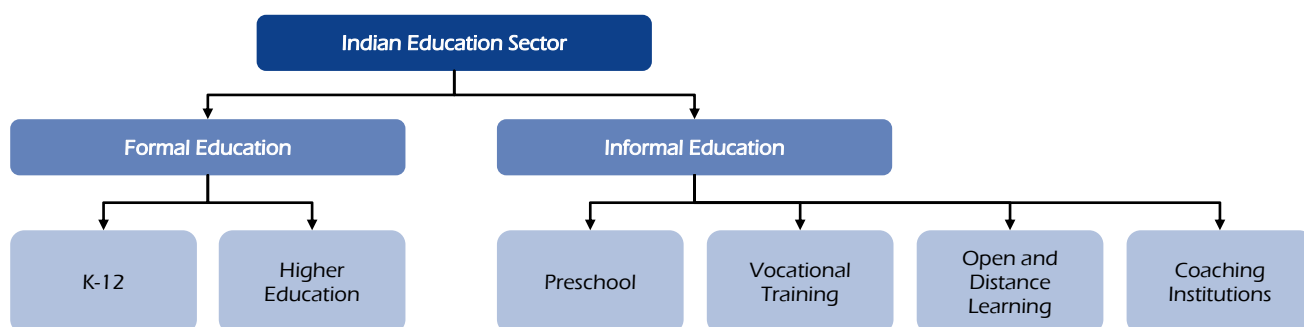 Indian Education Sector
Formal Education
Informal Education
K-12
Higher
Education
Preschool
Vocational
Training
Open and
Distance
Learning
Coaching
Institutions